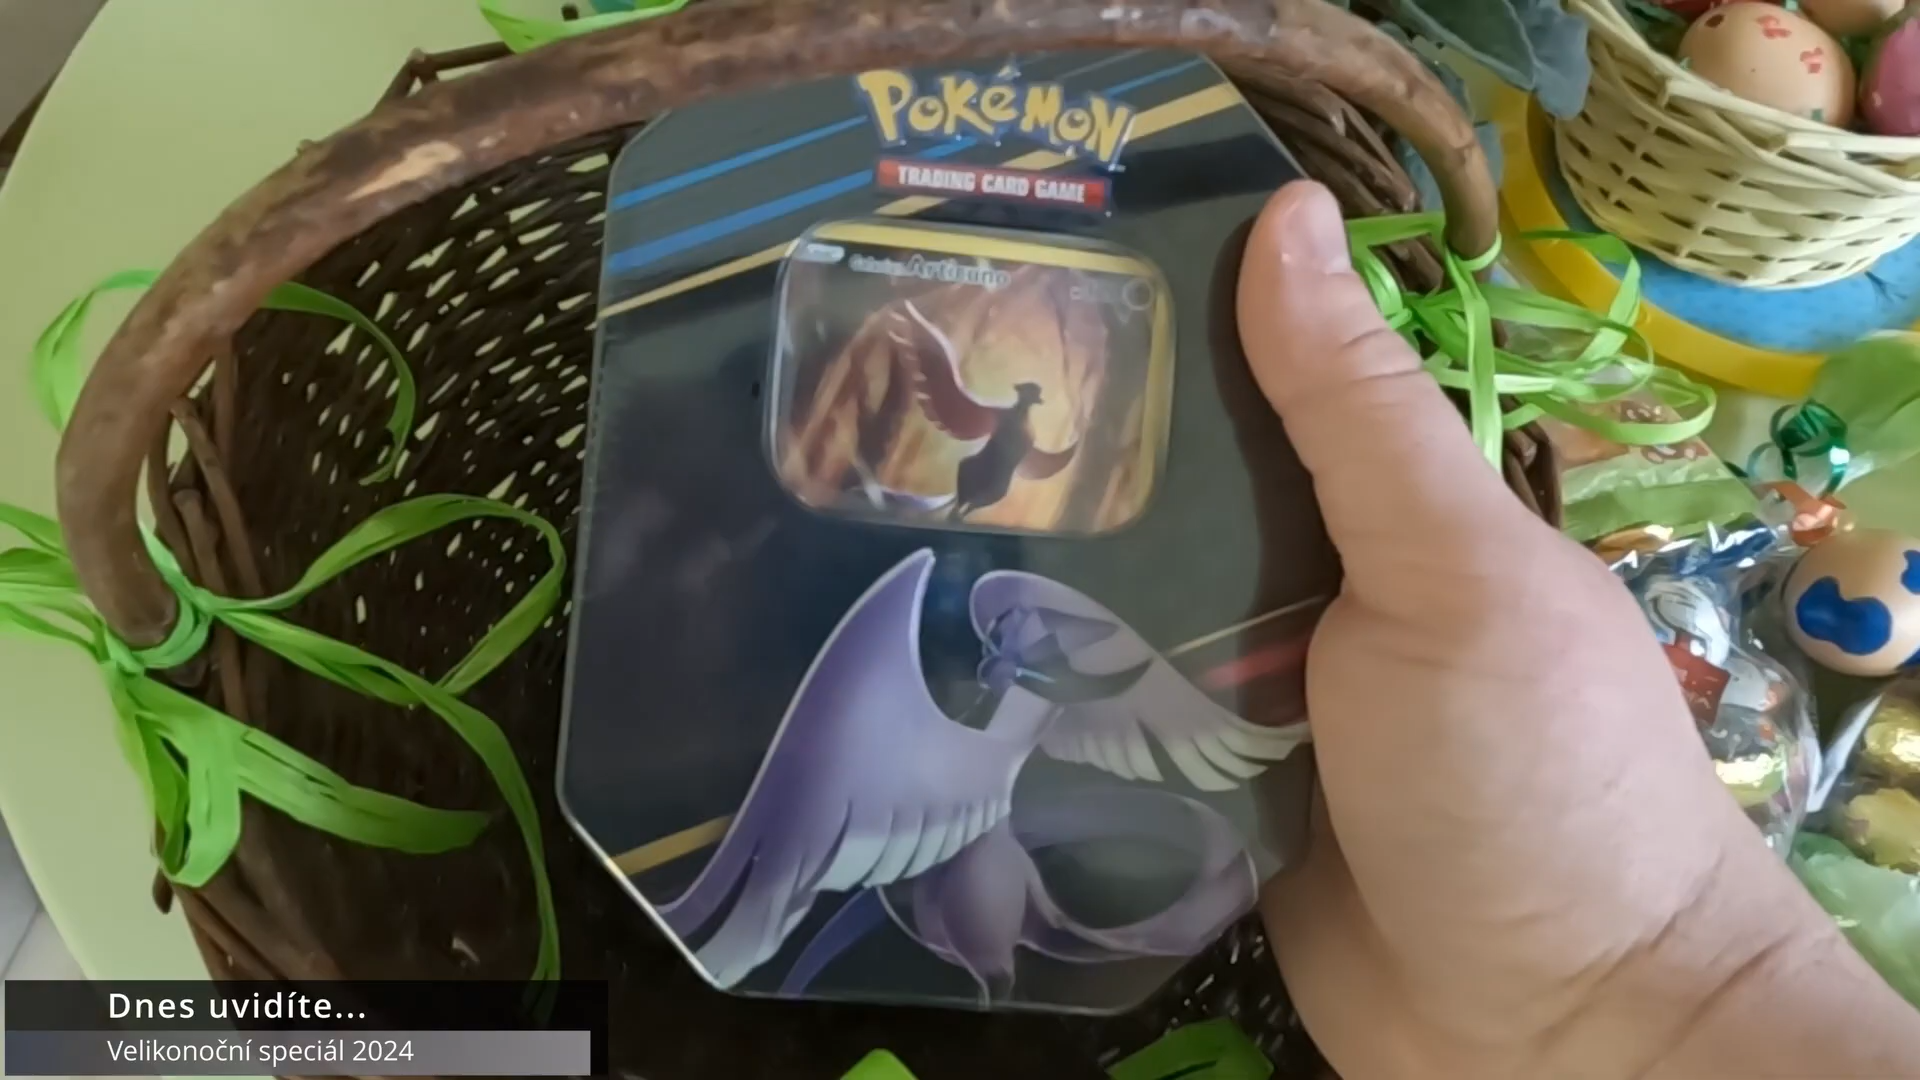 POKéMON
TRADING CARD GAME
Galarian Articuno
Dnes uvidíte...
Velikonoční speciál 2024